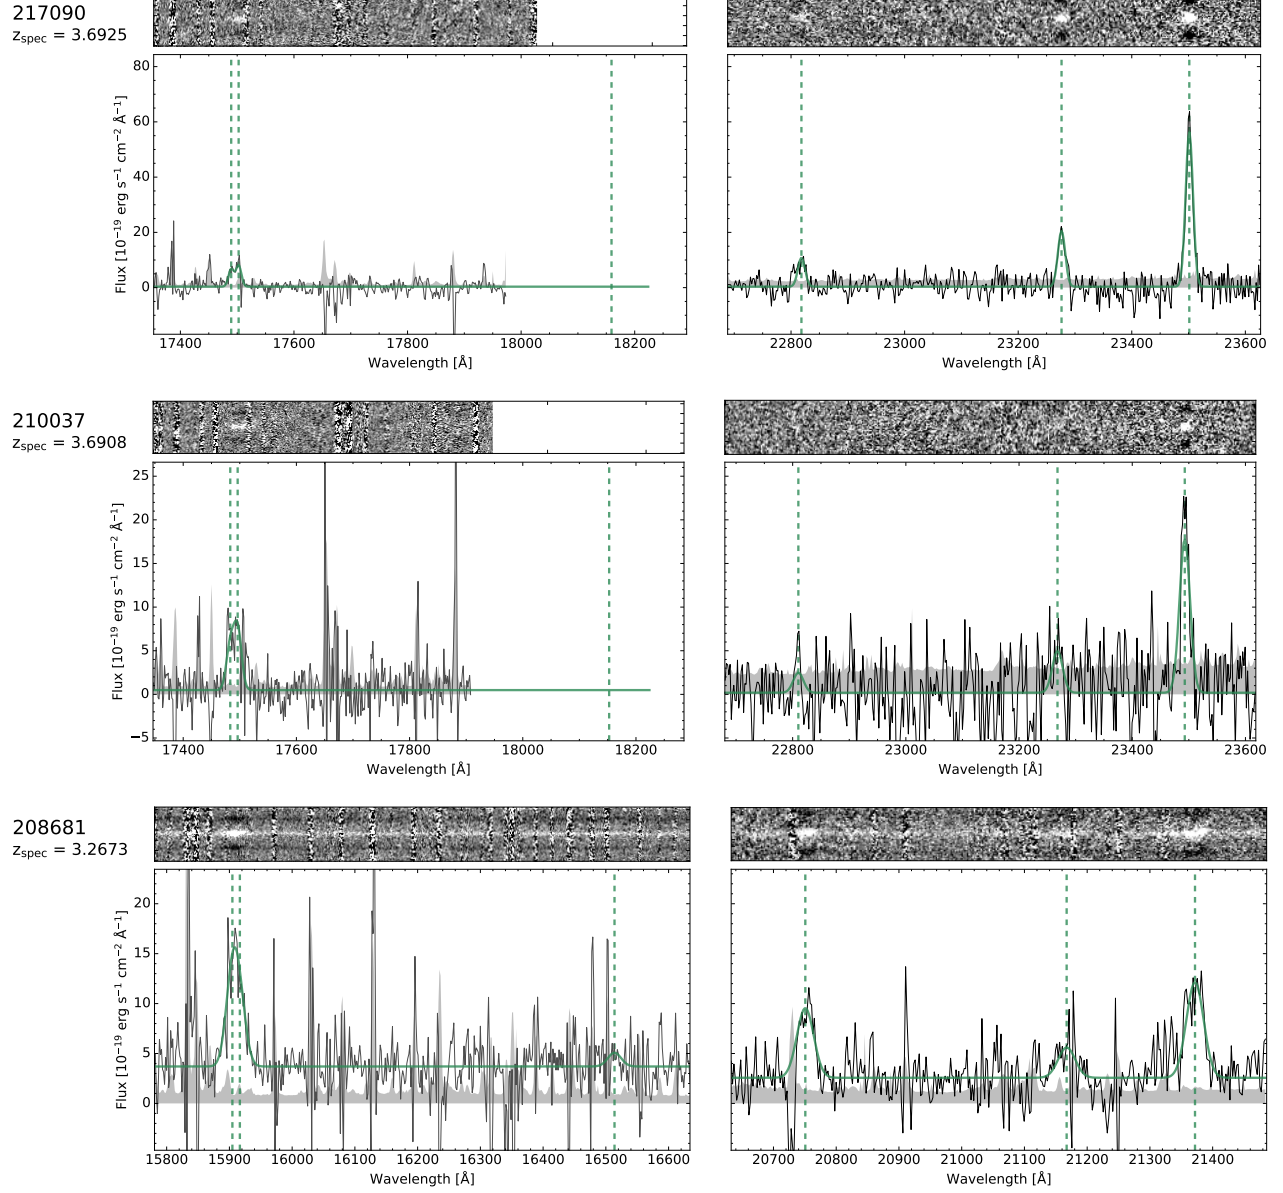 217090
z_spec = 3.6925
80
60
40
20
0
Flux [10⁻¹⁹ erg s⁻¹ cm⁻² Å⁻¹]
17400 17600 17800 18000 18200
Wavelength [Å]
22800 23000 23200 23400 23600
Wavelength [Å]
210037
z_spec = 3.6908
25
20
15
10
5
0
−5
Flux [10⁻¹⁹ erg s⁻¹ cm⁻² Å⁻¹]
17400 17600 17800 18000 18200
Wavelength [Å]
22800 23000 23200 23400 23600
Wavelength [Å]
208681
z_spec = 3.2673
20
15
10
5
0
Flux [10⁻¹⁹ erg s⁻¹ cm⁻² Å⁻¹]
15800 15900 16000 16100 16200 16300 16400 16500 16600
Wavelength [Å]
20700 20800 20900 21000 21100 21200 21300 21400
Wavelength [Å]